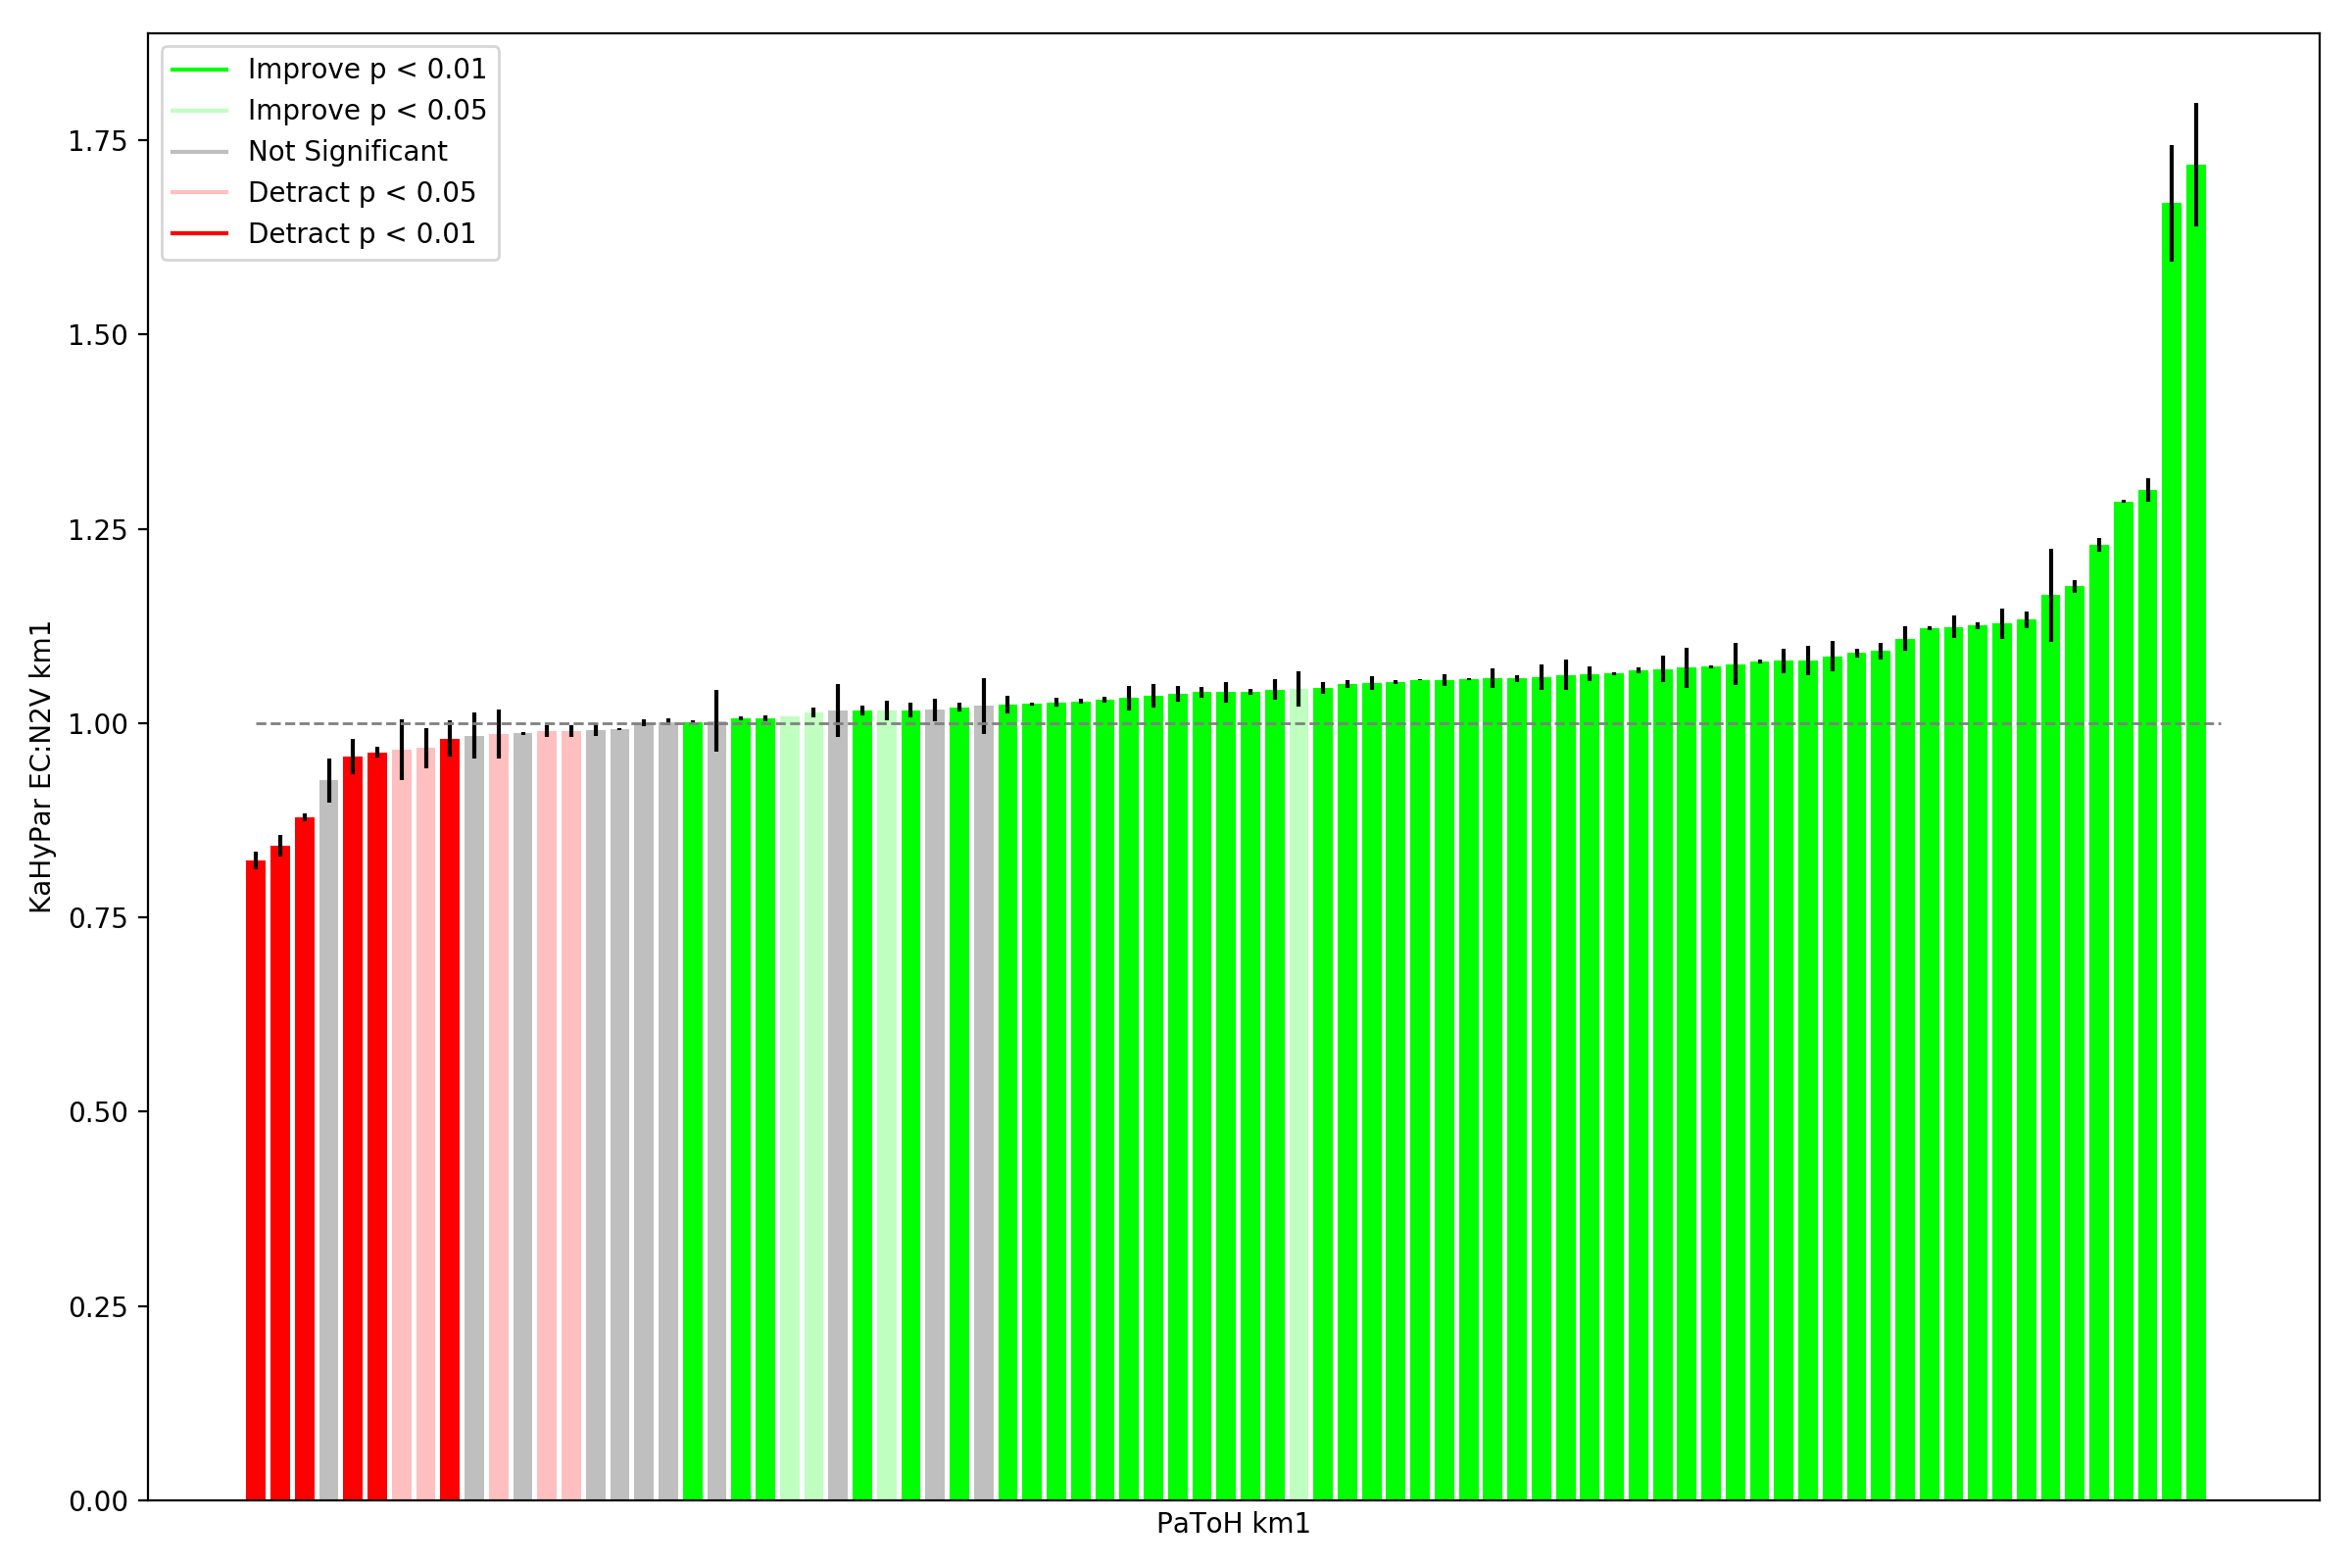 Improve p < 0.01
Improve p < 0.05
Not Significant
Detract p < 0.05
Detract p < 0.01
1.75
1.50
1.25
1.00
0.75
0.50
0.25
0.00
KaHyPar EC:N2V km1
PaToH km1